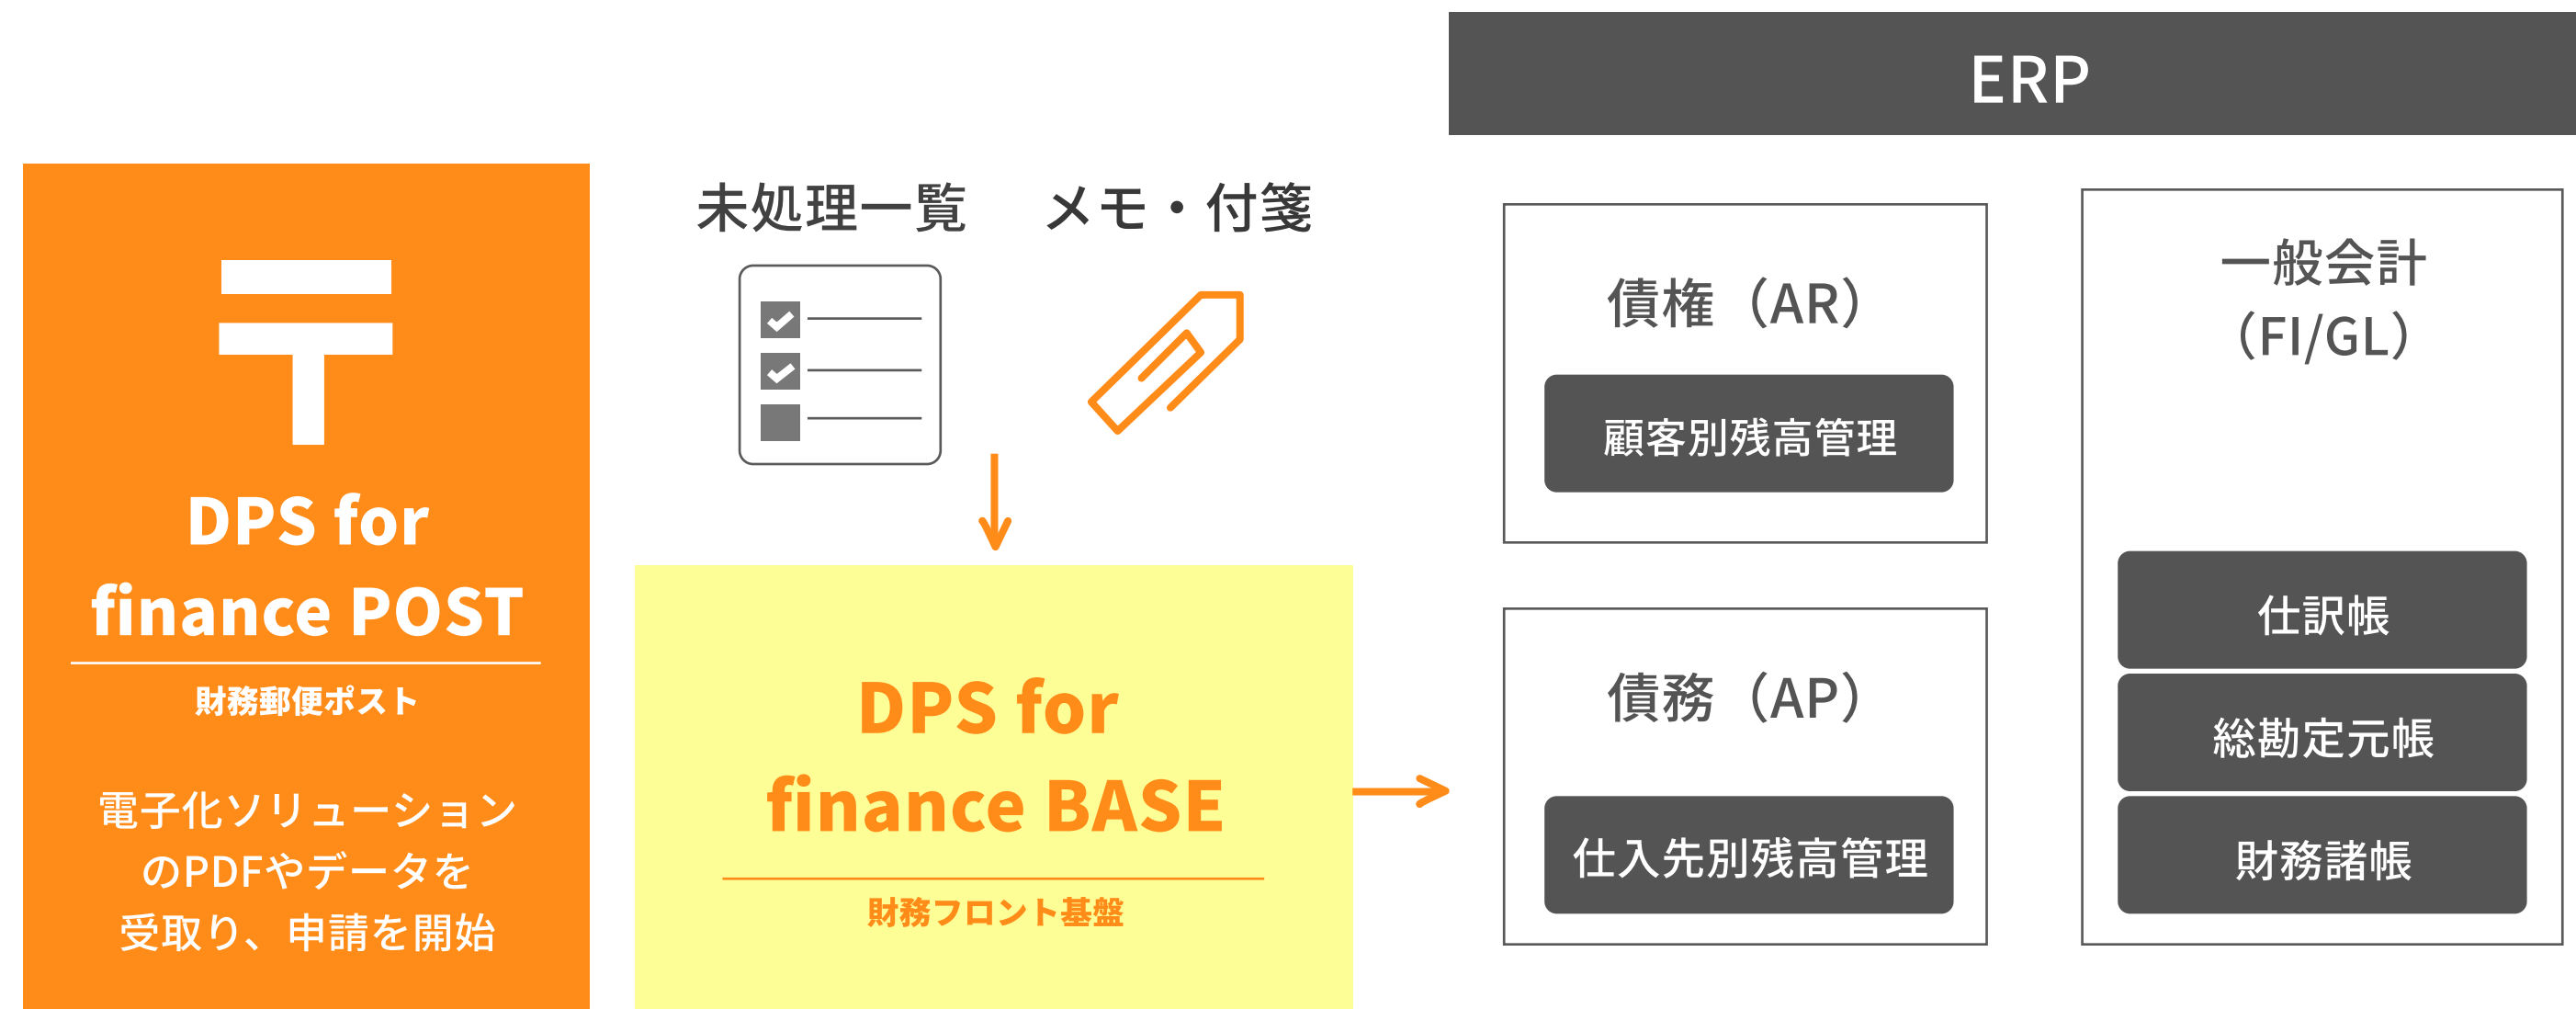 ERP
〒
DPS for
finance POST
財務郵便ポスト
電子化ソリューション
のPDFやデータを
受取り、申請を開始
未処理一覧
メモ・付箋
DPS for
finance BASE
財務フロント基盤
債権（AR）
顧客別残高管理
債務（AP）
仕入先別残高管理
一般会計
（FI/GL）
仕訳帳
総勘定元帳
財務諸帳